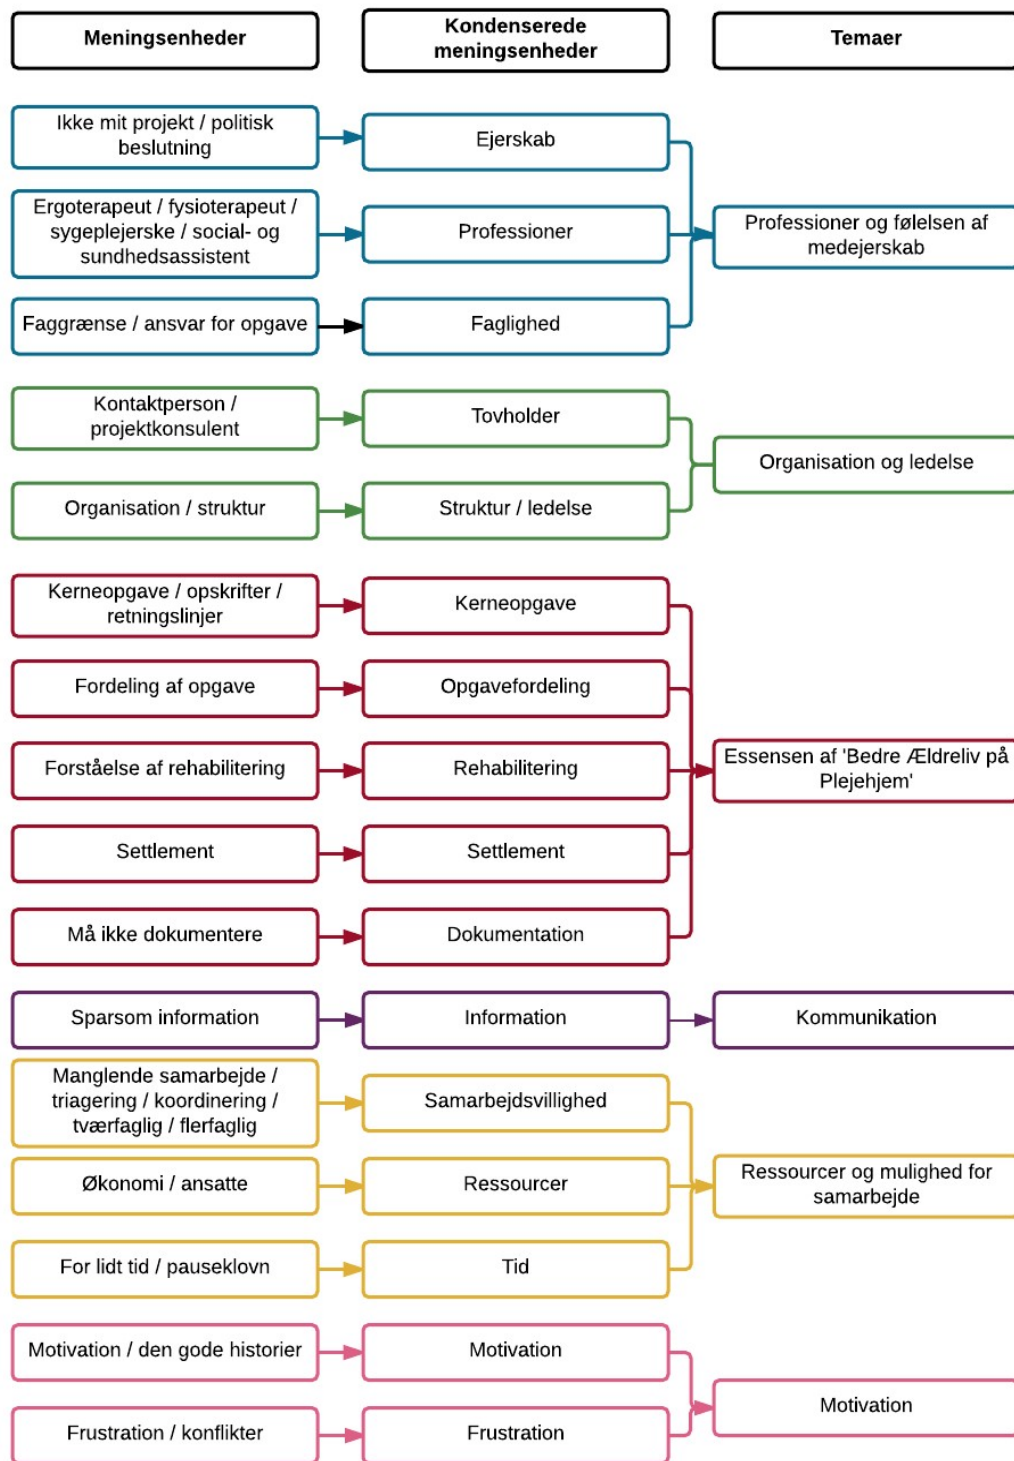 Meningsenheder
Kondenserede
meningsenheder
Temaer
Ikke mit projekt / politisk
beslutning
Ejerskab
Ergoterapeut / fysioterapeut /
sygeplejerske / social- og
sundhedsassistent
Professioner
Professioner og følelsen af
medejerskab
Faggrænse / ansvar for opgave
Faglighed
Kontaktperson /
projektkonsulent
Tovholder
Organisation og ledelse
Organisation / struktur
Struktur / ledelse
Kerneopgave / opskrifter /
retningslinjer
Kerneopgave
Fordeling af opgave
Opgavefordeling
Forståelse af rehabilitering
Rehabilitering
Essensen af 'Bedre Ældreliv på
Plejehjem'
Settlement
Settlement
Må ikke dokumentere
Dokumentation
Sparsom information
Information
Kommunikation
Manglende samarbejde /
triagering / koordinering /
tværfaglig / flerfaglig
Samarbejdsvillighed
Økonomi / ansatte
Ressourcer
Ressourcer og mulighed for
samarbejde
For lidt tid / pauseklovn
Tid
Motivation / den gode historier
Motivation
Motivation
Frustration / konflikter
Frustration